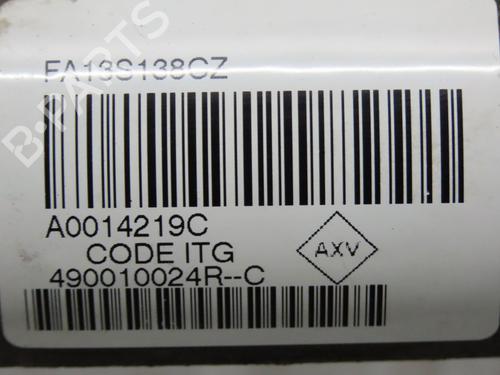 FA13S138CZ
B-PARTS
A0014219C
CODE ITG
AXV
490010024R--C